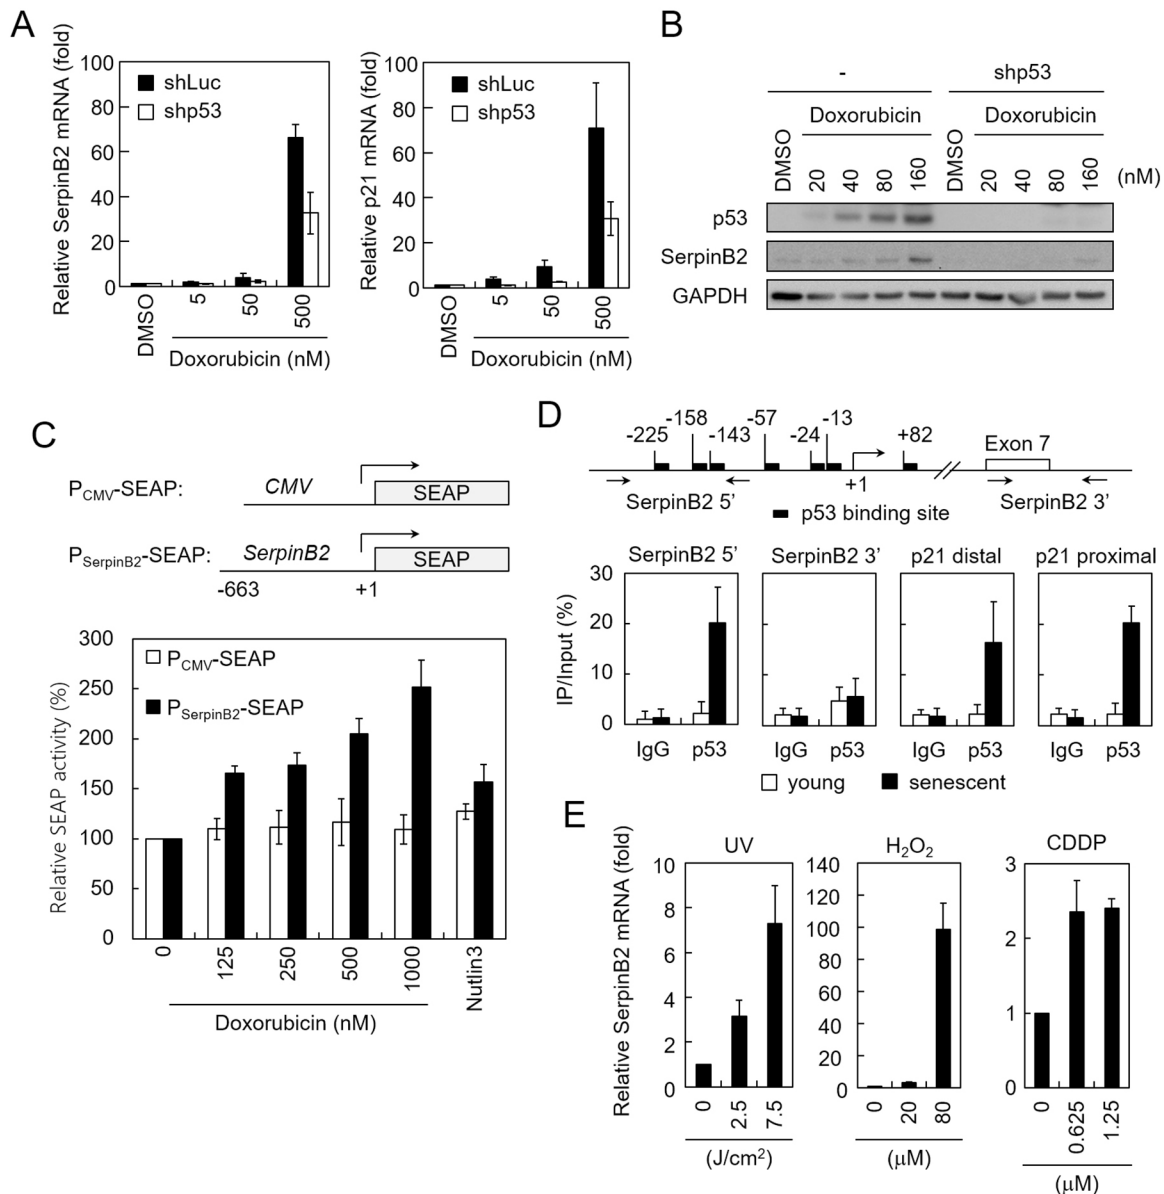 A
Relative SerpinB2 mRNA (fold)
100
80
60
40
20
0
shLuc
shp53
DMSO
5
50
500
Doxorubicin (nM)
Relative p21 mRNA (fold)
100
80
60
40
20
0
shLuc
shp53
DMSO
5
50
500
Doxorubicin (nM)
B
- shp53
Doxorubicin Doxorubicin
DMSO 20 40 80 160 DMSO 20 40 80 160 (nM)
p53
SerpinB2
GAPDH
C
PCMV-SEAP: CMV SEAP
PSerpinB2-SEAP: SerpinB2 SEAP
-663 +1
Relative SEAP activity (%)
300
250
200
150
100
50
0
PCMV-SEAP
PSerpinB2-SEAP
0 125 250 500 1000 Nutlin3
Doxorubicin (nM)
D
-225 -158 -143 -57 -24 -13 +82
Exon 7
+1
SerpinB2 5’ SerpinB2 3’
p53 binding site
SerpinB2 5’ SerpinB2 3’ p21 distal p21 proximal
IP/Input (%)
30
20
10
0
IgG p53 IgG p53 IgG p53 IgG p53
young senescent
E
Relative SerpinB2 mRNA (fold)
UV
10
8
6
4
2
0
0 2.5 7.5
(J/cm²)
H₂O₂
140
120
100
80
60
40
20
0
0 20 80
(μM)
CDDP
3
2
1
0
0 0.625 1.25
(μM)